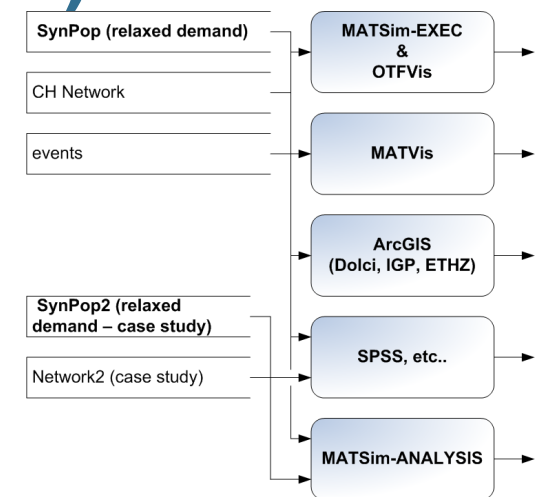 SynPop (relaxed demand)
CH Network
events
SynPop2 (relaxed
demand – case study)
Network2 (case study)
MATSim-EXEC
&
OTFVis
MATVis
ArcGIS
(Dolci, IGP, ETHZ)
SPSS, etc..
MATSim-ANALYSIS